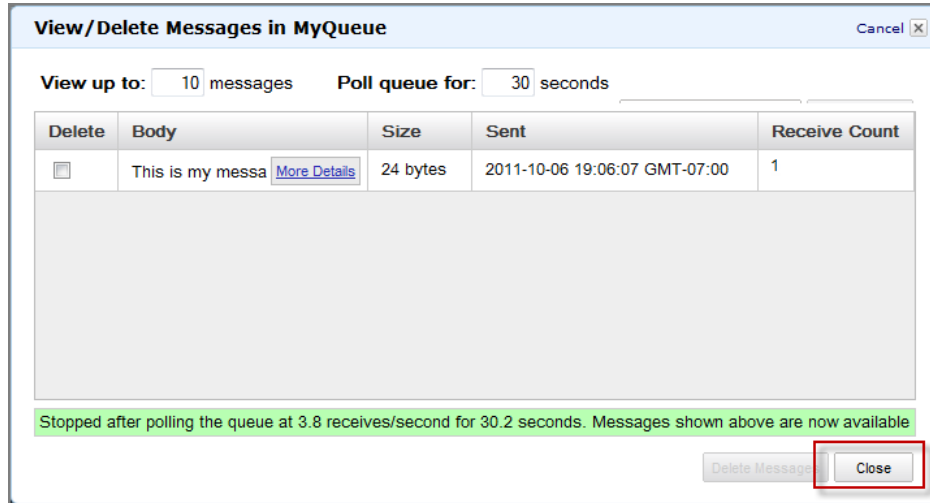 View/Delete Messages in MyQueue Cancel
View up to: 10 messages Poll queue for: 30 seconds
Delete Body Size Sent Receive Count
This is my messa More Details 24 bytes 2011-10-06 19:06:07 GMT-07:00 1
Stopped after polling the queue at 3.8 receives/second for 30.2 seconds. Messages shown above are now available
Delete Messages Close